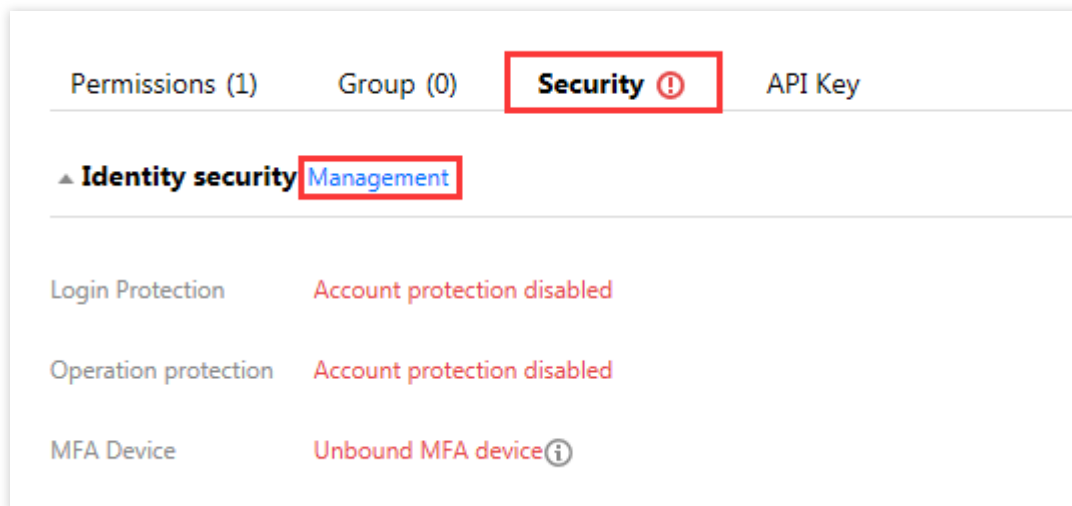 Permissions (1) Group (0) Security API Key
Identity security Management
Login Protection Account protection disabled
Operation protection Account protection disabled
MFA Device Unbound MFA device